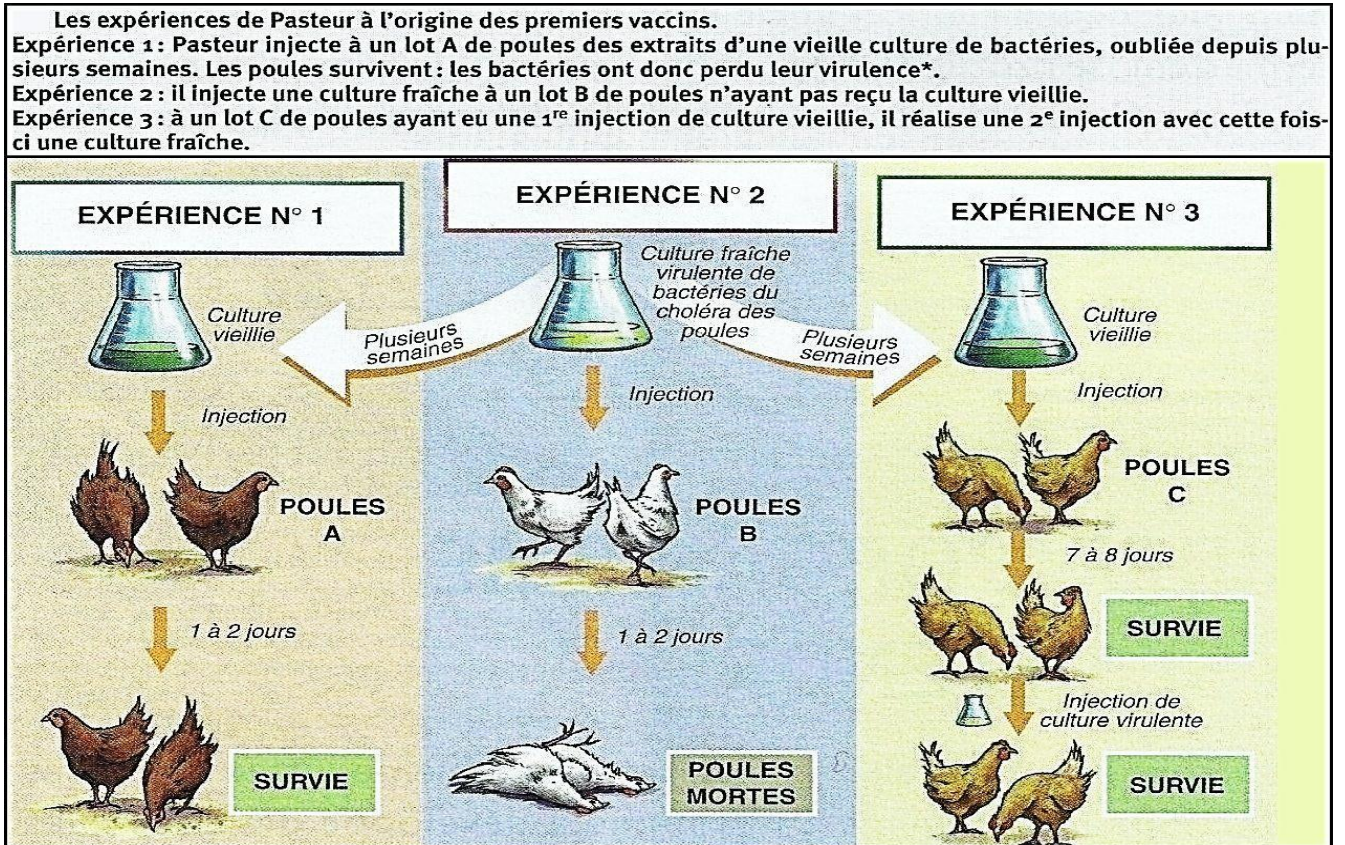 Les expériences de Pasteur à l'origine des premiers vaccins.
Expérience 1 : Pasteur injecte à un lot A de poules des extraits d'une vieille culture de bactéries, oubliée depuis plu-
sieurs semaines. Les poules survivent : les bactéries ont donc perdu leur virulence*.
Expérience 2 : il injecte une culture fraîche à un lot B de poules n'ayant pas reçu la culture vieillie.
Expérience 3 : à un lot C de poules ayant eu une 1re injection de culture vieillie, il réalise une 2e injection avec cette fois-
ci une culture fraîche.
EXPÉRIENCE N° 1
Culture
vieillie
Plusieurs
semaines
Injection
POULES
A
1 à 2 jours
SURVIE
EXPÉRIENCE N° 2
Culture fraîche
virulente de
bactéries du
choléra des
poules
Injection
POULES
B
1 à 2 jours
POULES
MORTES
EXPÉRIENCE N° 3
Plusieurs
semaines
Culture
vieillie
Injection
POULES
C
7 à 8 jours
SURVIE
Injection de
culture virulente
SURVIE